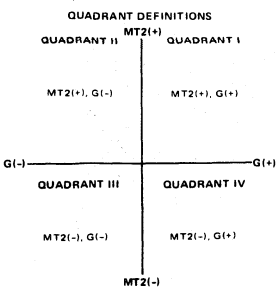 QUADRANT DEFINITIONS
QUADRANT II MT2(+) QUADRANT I
MT2(+), G(-) MT2(+), G(+)
G(-) G(+)
QUADRANT III QUADRANT IV
MT2(-), G(-) MT2(-), G(+)
MT2(-)